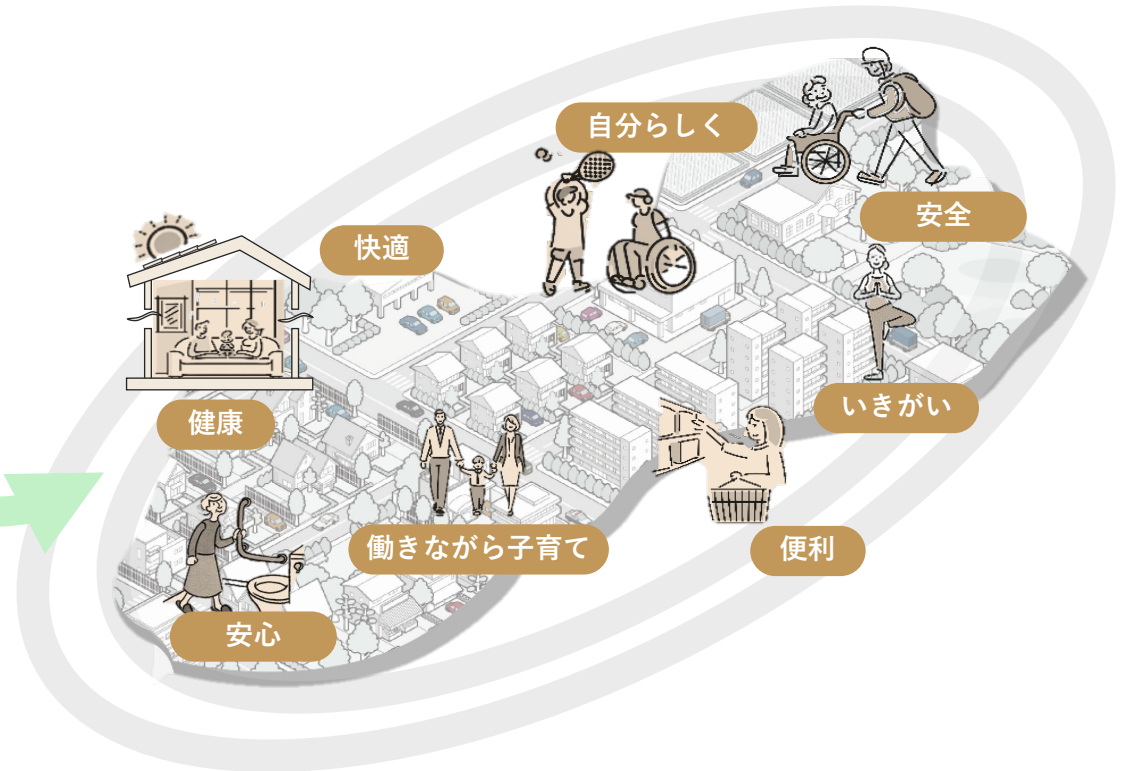 自分らしく
安全
快適
いきがい
健康
働きながら子育て
便利
安心